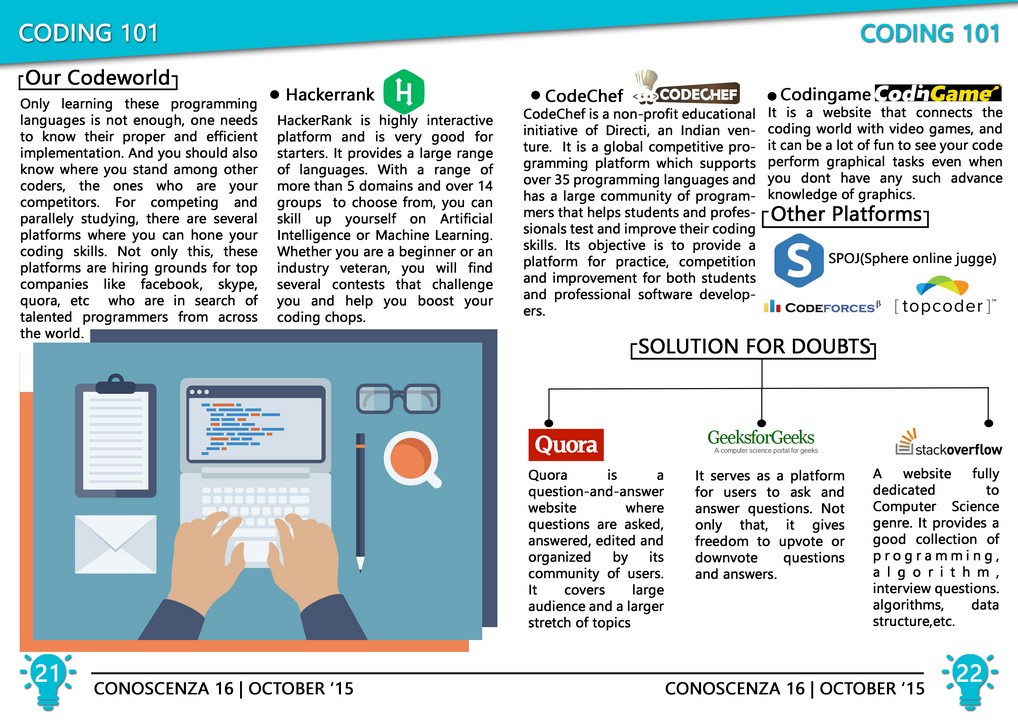 CODING 101
CODING 101
Our Codeworld
Only learning these programming
languages is not enough, one needs
to know their proper and efficient
implementation. And you should also
know where you stand among other
coders, the ones who are your
competitors. For competing and
parallely studying, there are several
platforms where you can hone your
coding skills. Not only this, these
platforms are hiring grounds for top
companies like facebook, skype,
quora, etc who are in search of
talented programmers from across
the world.
• Hackerrank
H
HackerRank is highly interactive
platform and is very good for
starters. It provides a large range
of languages. With a range of
more than 5 domains and over 14
groups to choose from, you can
skill up yourself on Artificial
Intelligence or Machine Learning.
Whether you are a beginner or an
industry veteran, you will find
several contests that challenge
you and help you boost your
coding chops.
• CodeChef CODECHEF
CodeChef is a non-profit educational
initiative of Directi, an Indian ven-
ture. It is a global competitive pro-
gramming platform which supports
over 35 programming languages and
has a large community of program-
mers that helps students and profes-
sionals test and improve their coding
skills. Its objective is to provide a
platform for practice, competition
and improvement for both students
and professional software develop-
ers.
• Codingame CodinGame
It is a website that connects the
coding world with video games, and
it can be a lot of fun to see your code
perform graphical tasks even when
you dont have any such advance
knowledge of graphics.
Other Platforms
S
SPOJ(Sphere online jugge)
CODEFORCESβ
[topcoder]™
SOLUTION FOR DOUBTS
Quora
Quora is a
question-and-answer
website where
questions are asked,
answered, edited and
organized by its
community of users.
It covers large
audience and a larger
stretch of topics
GeeksforGeeks
A computer science portal for geeks
It serves as a platform
for users to ask and
answer questions. Not
only that, it gives
freedom to upvote or
downvote questions
and answers.
stackoverflow
A website fully
dedicated to
Computer Science
genre. It provides a
good collection of
programming,
algorithm,
interview questions.
algorithms, data
structure,etc.
21
CONOSCENZA 16 | OCTOBER ‘15
CONOSCENZA 16 | OCTOBER ‘15
22